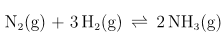 N₂(g) + 3 H₂(g) ⇌ 2 NH₃(g)